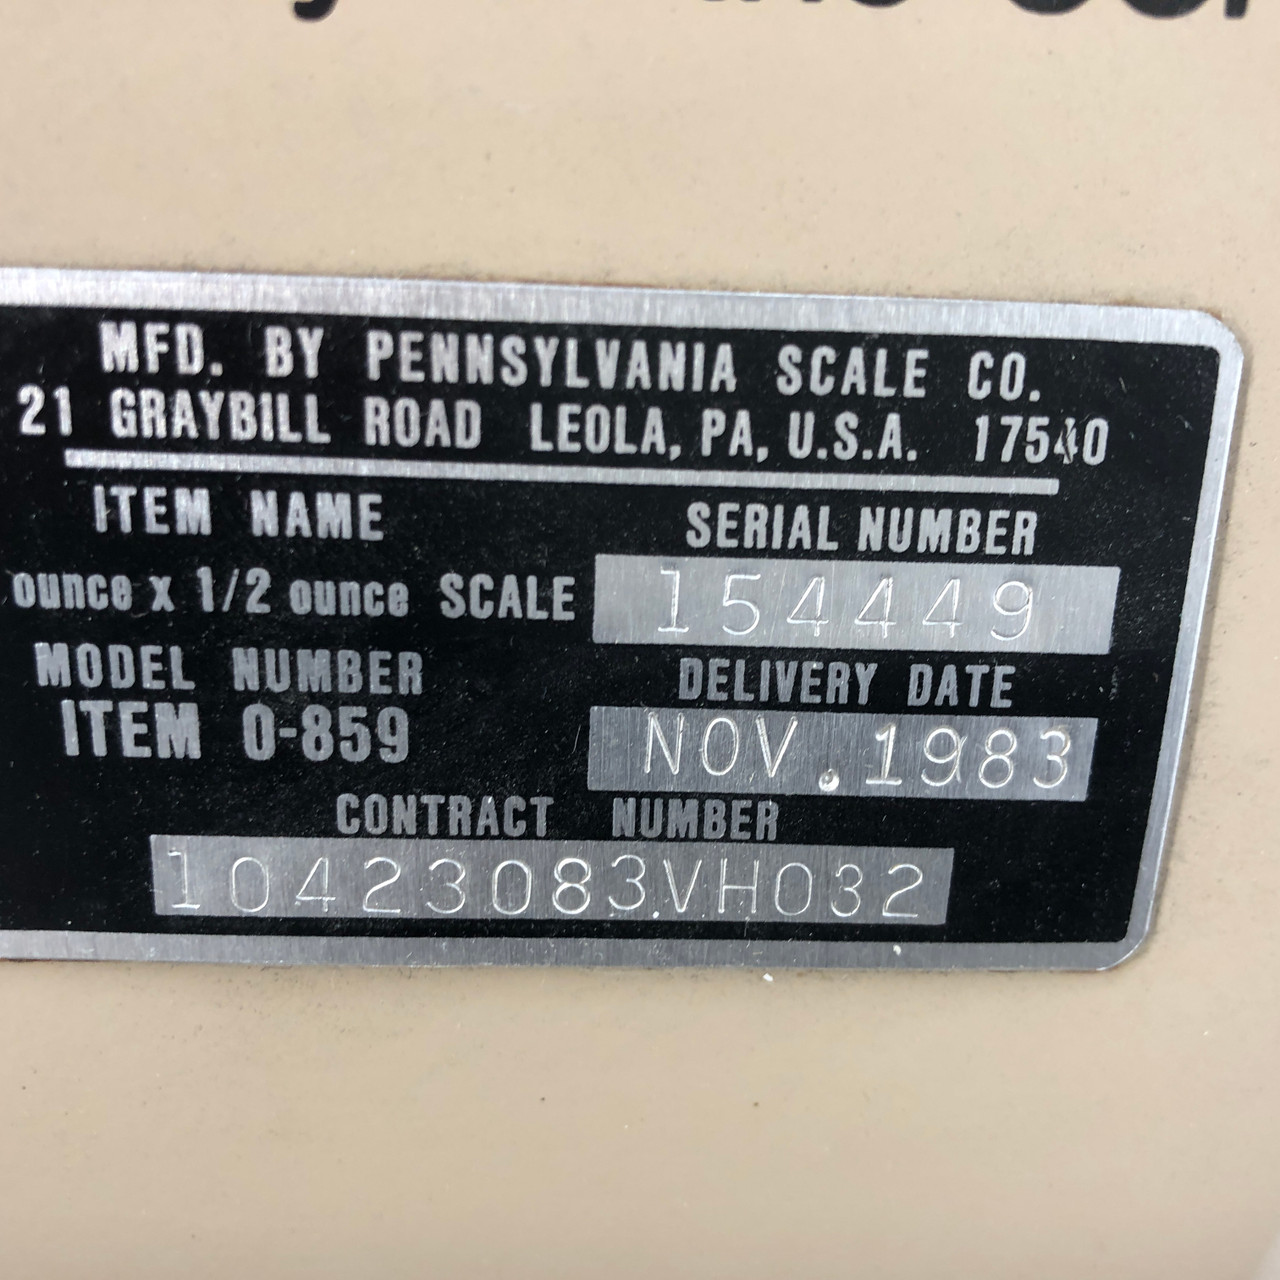 MFD. BY PENNSYLVANIA SCALE CO.
21 GRAYBILL ROAD LEOLA, PA, U.S.A. 17540
ITEM NAME
ounce x 1/2 ounce SCALE
SERIAL NUMBER
154449
MODEL NUMBER
ITEM 0-859
DELIVERY DATE
NOV.1983
CONTRACT NUMBER
10423083VH032